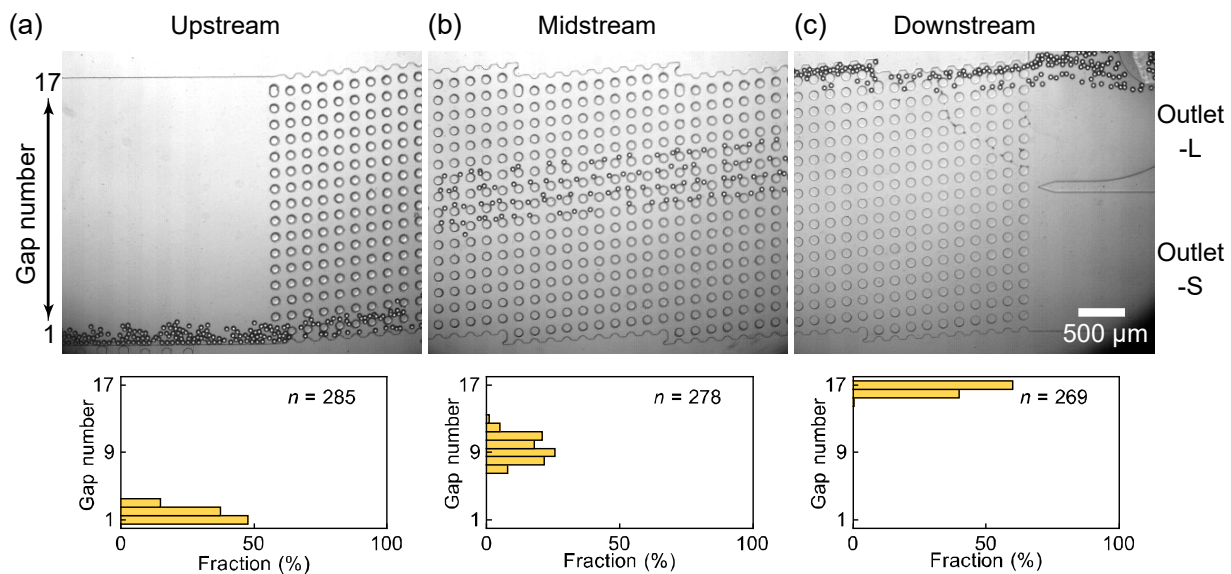 (a) Upstream (b) Midstream (c) Downstream
17
Gap number
1
Outlet
-L
Outlet
-S
500 µm
17
9
1
Gap number
n = 285
0 50 100
Fraction (%)
17
9
1
Gap number
n = 278
0 50 100
Fraction (%)
17
9
1
Gap number
n = 269
0 50 100
Fraction (%)